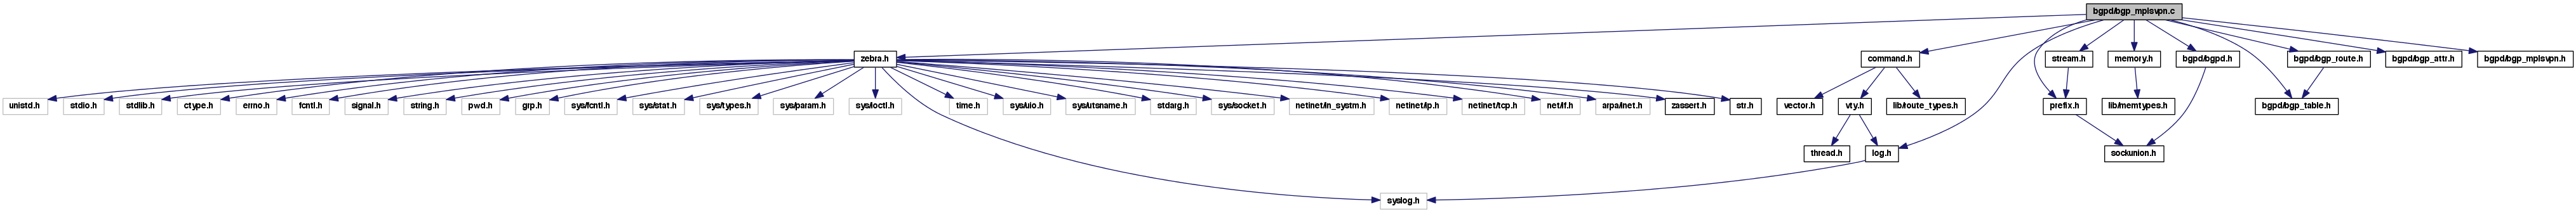 bgpd/bgp_mplsvpn.c
zebra.h
command.h
stream.h
memory.h
bgpd/bgpd.h
bgpd/bgp_route.h
bgpd/bgp_attr.h
bgpd/bgp_mplsvpn.h
unistd.h
stdio.h
stdlib.h
ctype.h
errno.h
fcntl.h
signal.h
string.h
pwd.h
grp.h
sys/fcntl.h
sys/stat.h
sys/types.h
sys/param.h
sys/ioctl.h
time.h
sys/uio.h
sys/utsname.h
stdarg.h
sys/socket.h
netinet/in_systm.h
netinet/ip.h
netinet/tcp.h
net/if.h
arpa/inet.h
zassert.h
str.h
vector.h
vty.h
lib/route_types.h
prefix.h
lib/memtypes.h
bgpd/bgp_table.h
thread.h
log.h
sockunion.h
syslog.h